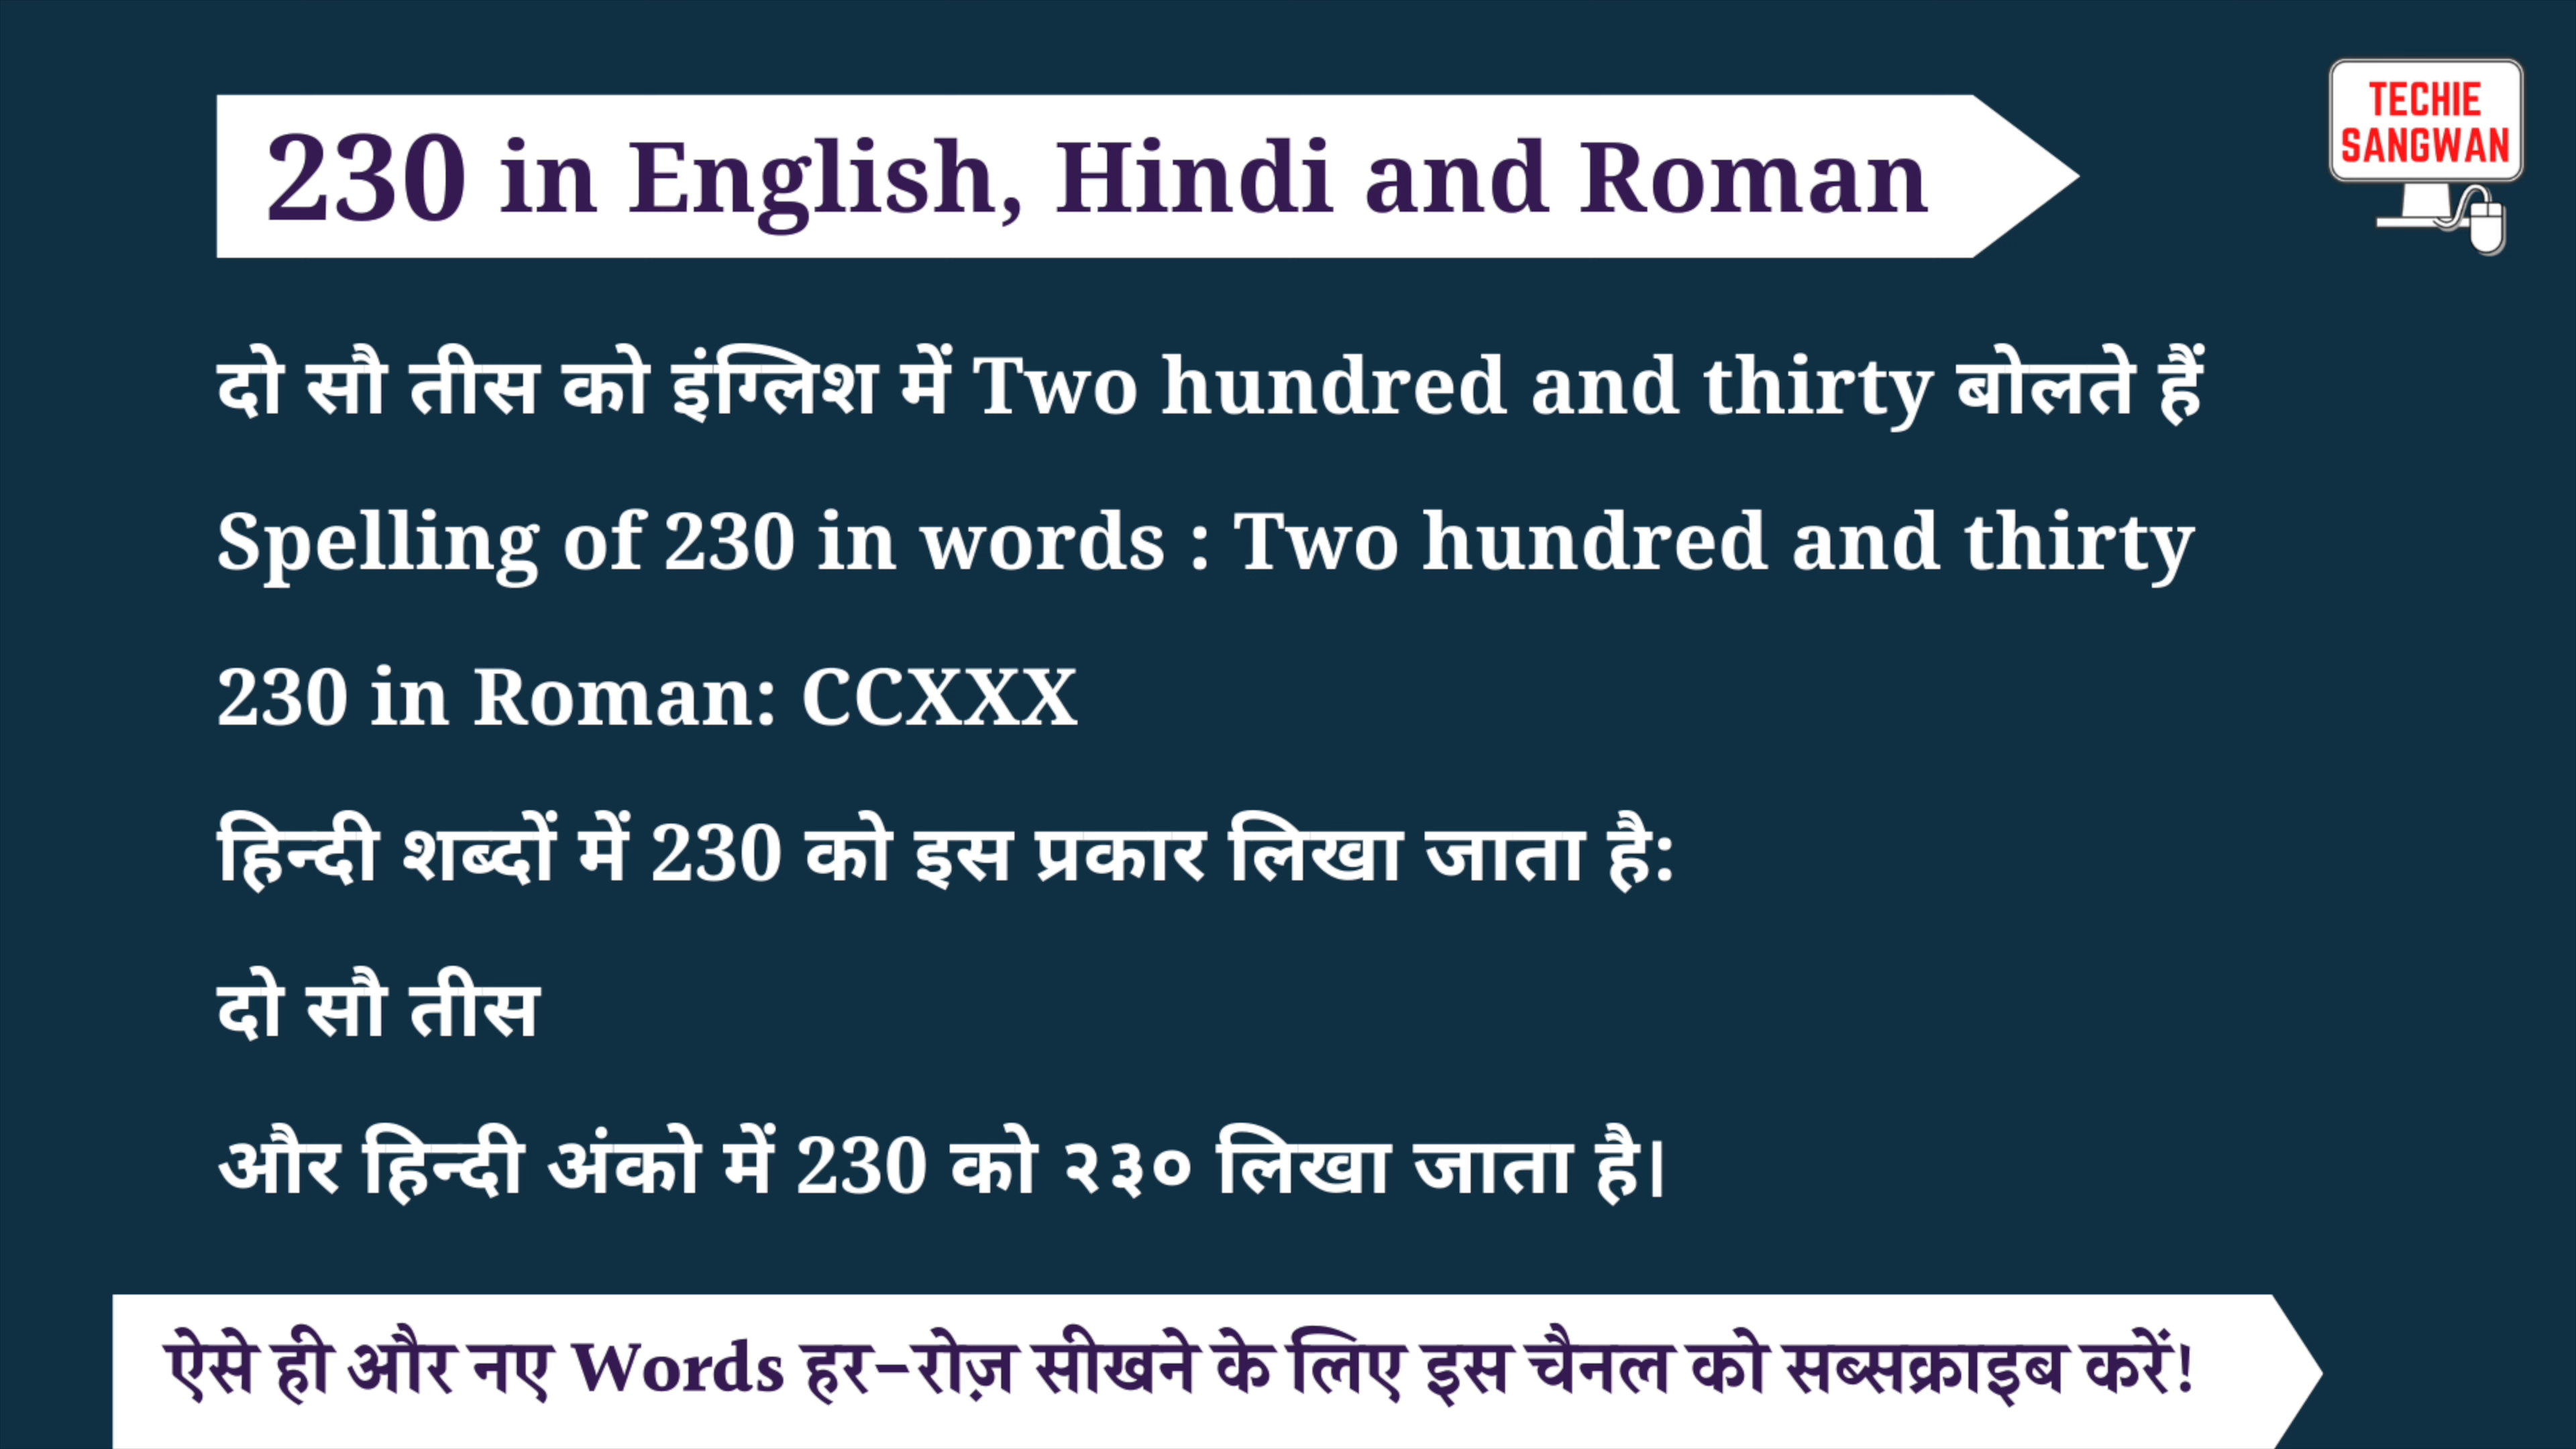 230 in English, Hindi and Roman
TECHIE
SANGWAN
दो सौ तीस को इंग्लिश में Two hundred and thirty बोलते हैं
Spelling of 230 in words : Two hundred and thirty
230 in Roman: CCXXX
हिन्दी शब्दों में 230 को इस प्रकार लिखा जाता है:
दो सौ तीस
और हिन्दी अंको में 230 को २३० लिखा जाता है।
ऐसे ही और नए Words हर-रोज़ सीखने के लिए इस चैनल को सब्सक्राइब करें!